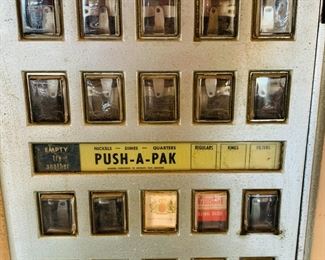 EMPTY
try
another
NICKELS — DIMES — QUARTERS
PUSH-A-PAK
REGULARS
KINGS
FILTERS